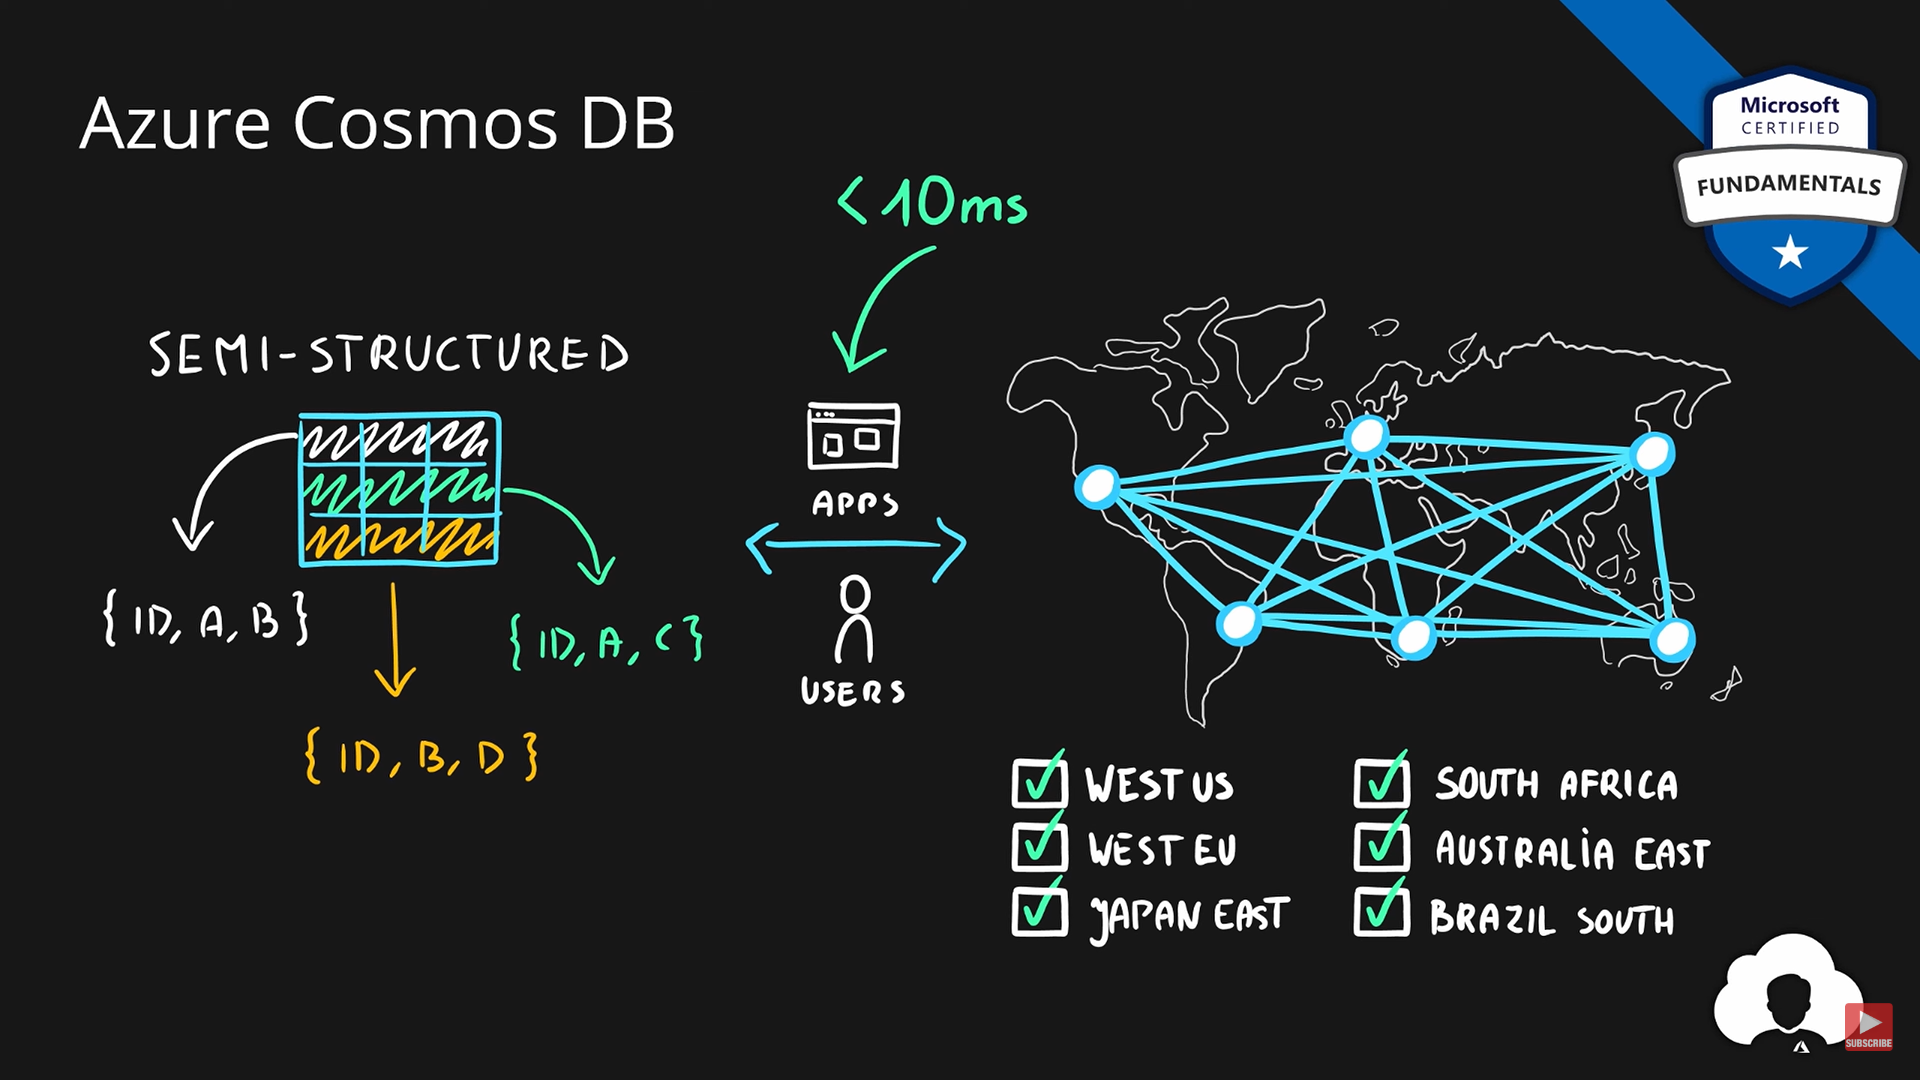 Azure Cosmos DB
Microsoft
CERTIFIED
FUNDAMENTALS
<10ms
SEMI-STRUCTURED
APPS
{ ID, A, B }
{ ID, A, C }
USERS
{ ID, B, D }
WEST US
SOUTH AFRICA
WEST EU
AUSTRALiA EAST
JAPAN EAST
BRAZIL SOUTH
SUBSCRIBE